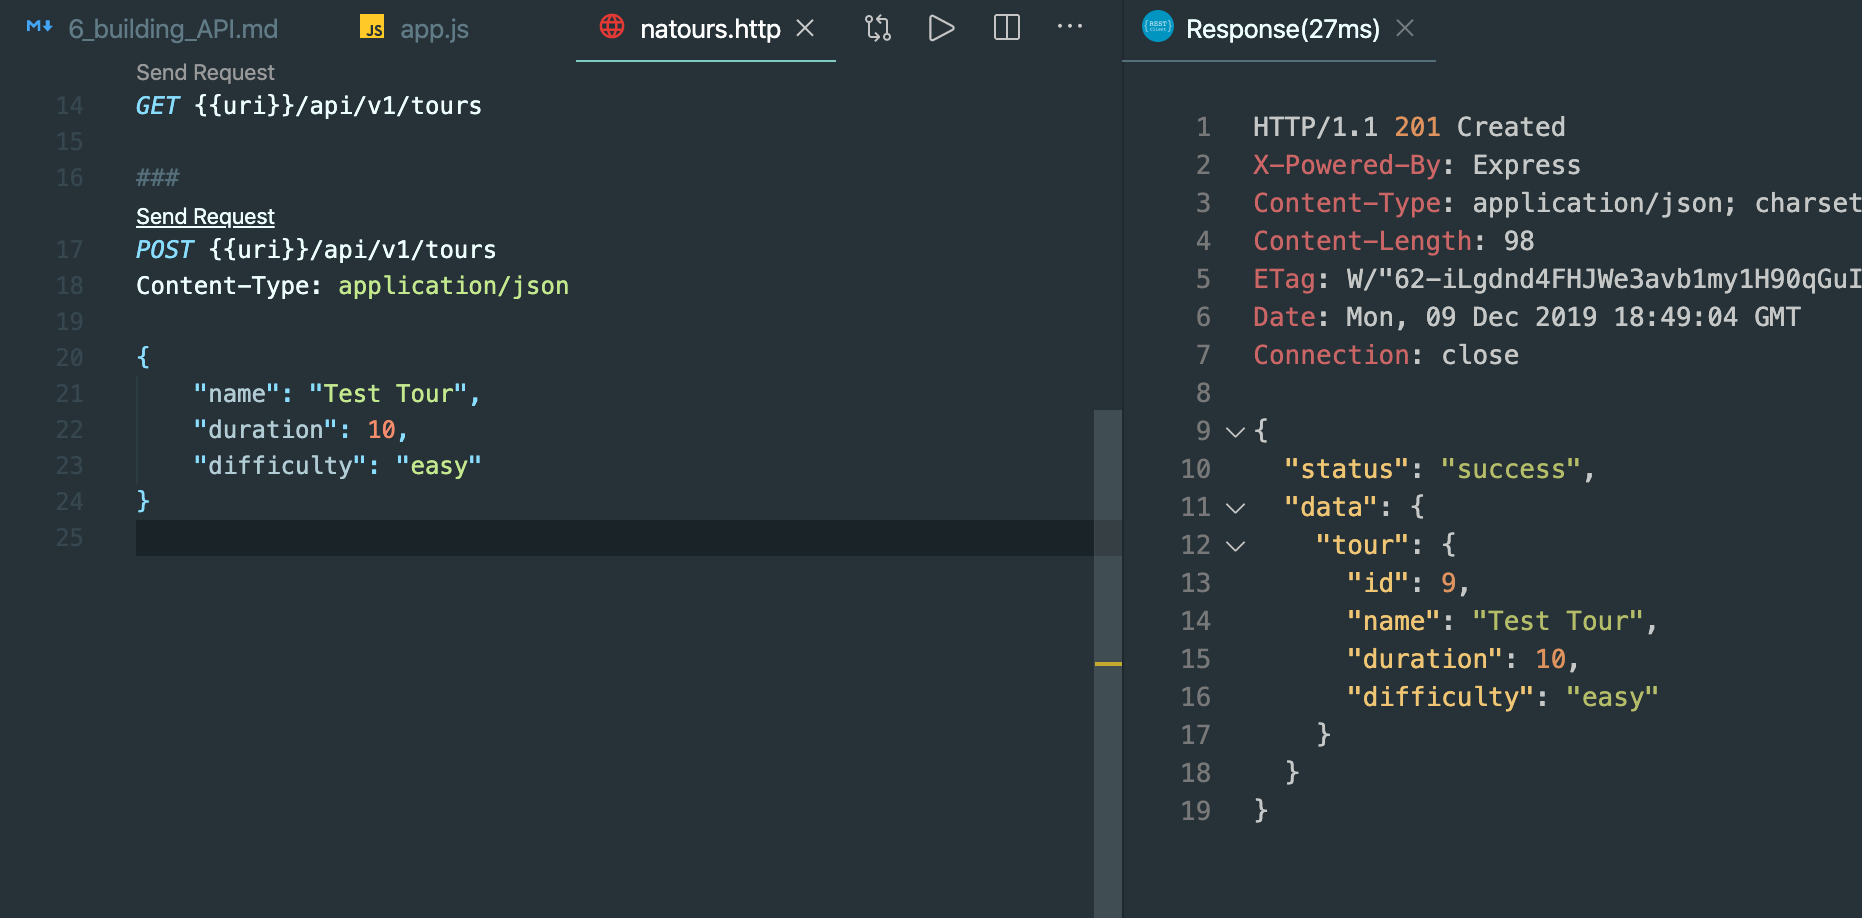 6_building_API.md
JS app.js
natours.http
Send Request
14 GET {{uri}}/api/v1/tours
15
16 ###
Send Request
17 POST {{uri}}/api/v1/tours
18 Content-Type: application/json
19
20 {
21 "name": "Test Tour",
22 "duration": 10,
23 "difficulty": "easy"
24 }
25
REST Response(27ms)
1 HTTP/1.1 201 Created
2 X-Powered-By: Express
3 Content-Type: application/json; charset
4 Content-Length: 98
5 ETag: W/"62-iLgdnd4FHJWe3avb1my1H90qGuI
6 Date: Mon, 09 Dec 2019 18:49:04 GMT
7 Connection: close
8
9 {
10 "status": "success",
11 "data": {
12 "tour": {
13 "id": 9,
14 "name": "Test Tour",
15 "duration": 10,
16 "difficulty": "easy"
17 }
18 }
19 }